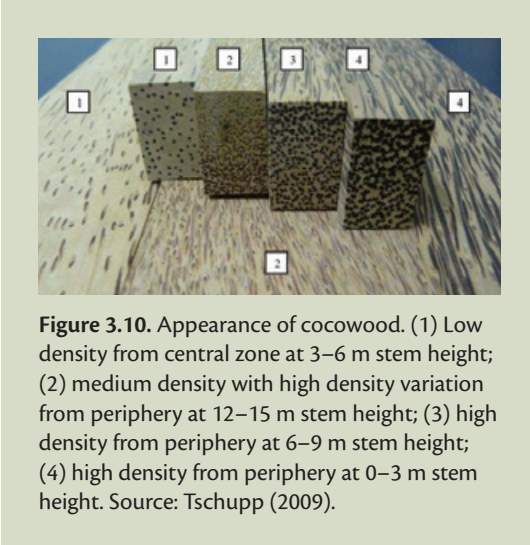 1 2 3 4
1 4
2
Figure 3.10. Appearance of cocowood. (1) Low
density from central zone at 3–6 m stem height;
(2) medium density with high density variation
from periphery at 12–15 m stem height; (3) high
density from periphery at 6–9 m stem height;
(4) high density from periphery at 0–3 m stem
height. Source: Tschupp (2009).